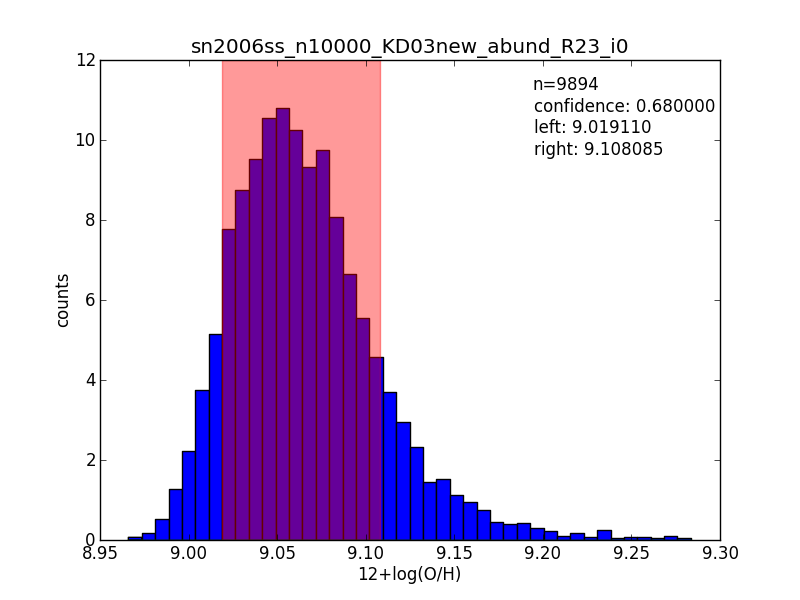 sn2006ss_n10000_KD03new_abund_R23_i0
12
10
8
6
4
2
0
counts
n=9894
confidence: 0.680000
left: 9.019110
right: 9.108085
8.95 9.00 9.05 9.10 9.15 9.20 9.25 9.30
12+log(O/H)